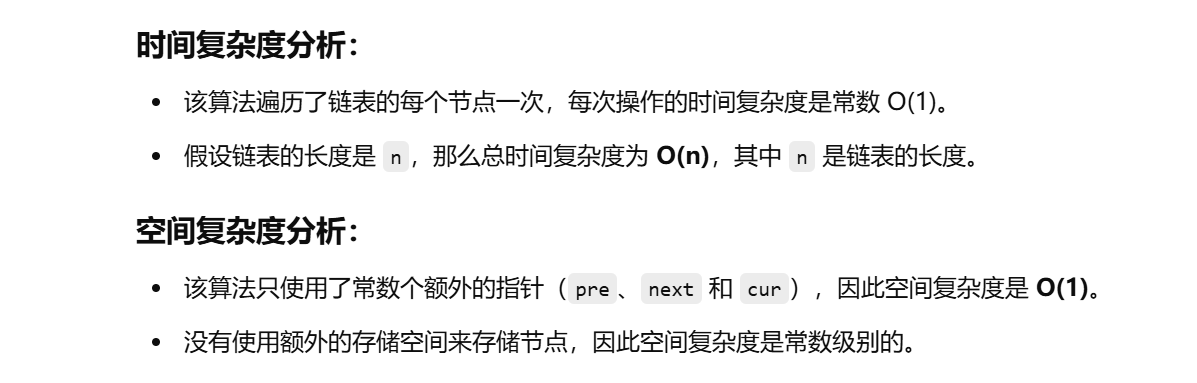 时间复杂度分析：
• 该算法遍历了链表的每个节点一次，每次操作的时间复杂度是常数 O(1)。
• 假设链表的长度是 n，那么总时间复杂度为 O(n)，其中 n 是链表的长度。
空间复杂度分析：
• 该算法只使用了常数个额外的指针（pre、next 和 cur），因此空间复杂度是 O(1)。
• 没有使用额外的存储空间来存储节点，因此空间复杂度是常数级别的。